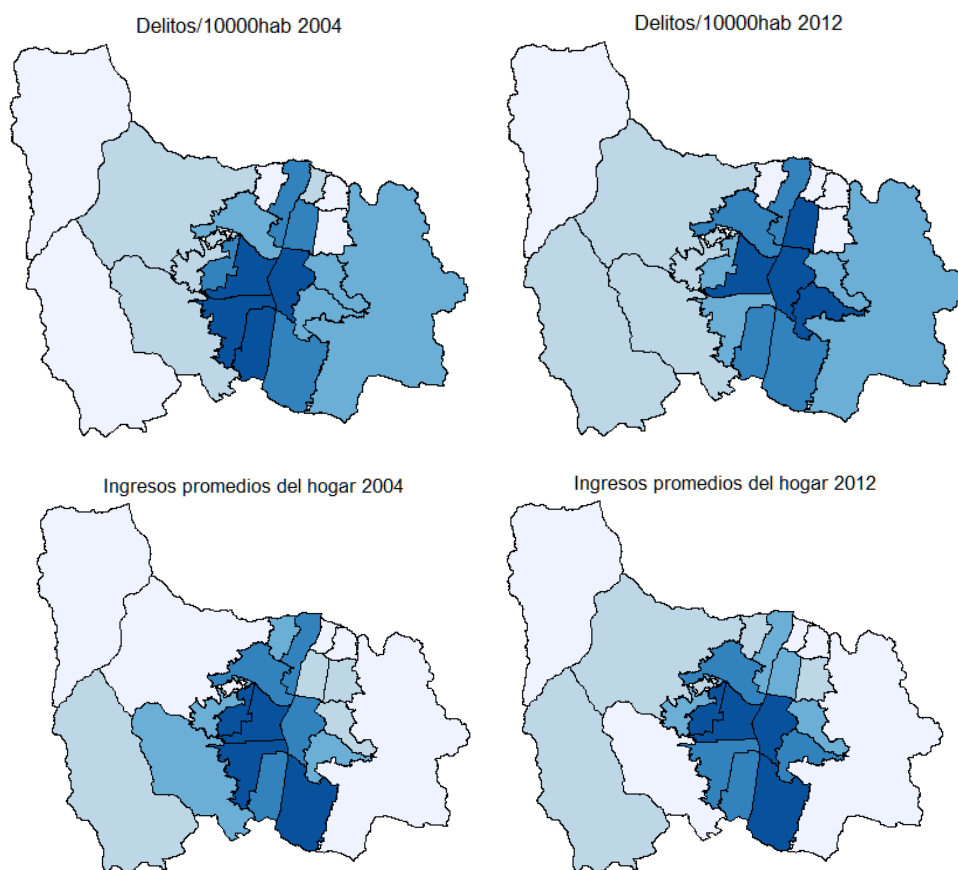 Delitos/10000hab 2004
Delitos/10000hab 2012
Ingresos promedios del hogar 2004
Ingresos promedios del hogar 2012